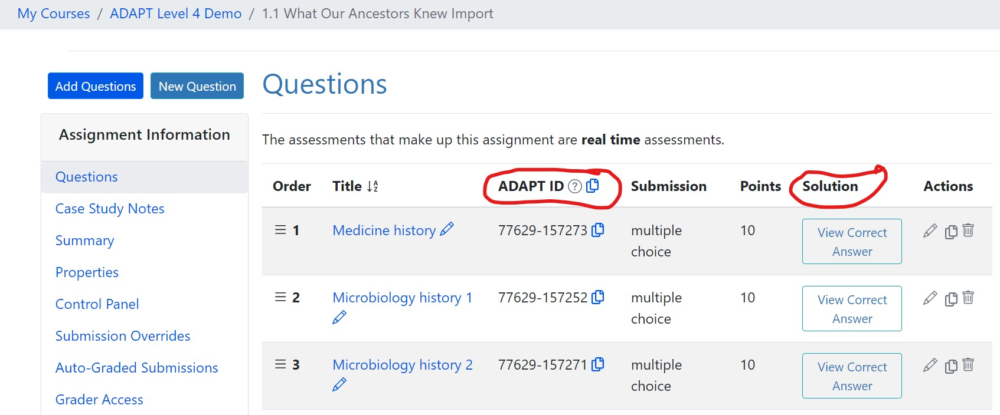 My Courses / ADAPT Level 4 Demo / 1.1 What Our Ancestors Knew Import
Add Questions New Question
Questions
Assignment Information
Questions
Case Study Notes
Summary
Properties
Control Panel
Submission Overrides
Auto-Graded Submissions
Grader Access
The assessments that make up this assignment are real time assessments.
Order Title ADAPT ID Submission Points Solution Actions
1 Medicine history 77629-157273 multiple choice 10 View Correct Answer
2 Microbiology history 1 77629-157252 multiple choice 10 View Correct Answer
3 Microbiology history 2 77629-157271 multiple choice 10 View Correct Answer